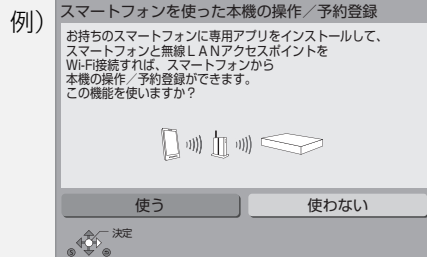 例)
スマートフォンを使った本機の操作／予約登録
お持ちのスマートフォンに専用アプリをインストールして、
スマートフォンと無線ＬＡＮアクセスポイントを
Wi-Fi接続すれば、スマートフォンから
本機の操作／予約登録ができます。
この機能を使いますか？
使う
使わない
決定